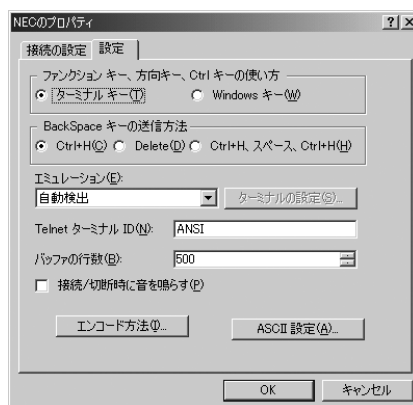 NECのプロパティ
接続の設定 設定
ファンクション キー、方向キー、Ctrl キーの使い方
ターミナル キー(T) Windows キー(W)
BackSpace キーの送信方法
Ctrl+H(C) Delete(D) Ctrl+H、スペース、Ctrl+H(H)
エミュレーション(E):
自動検出 ターミナルの設定(S)...
Telnet ターミナル ID(N): ANSI
バッファの行数(B): 500
接続/切断時に音を鳴らす(P)
エンコード方法(I)... ASCII 設定(A)...
OK キャンセル